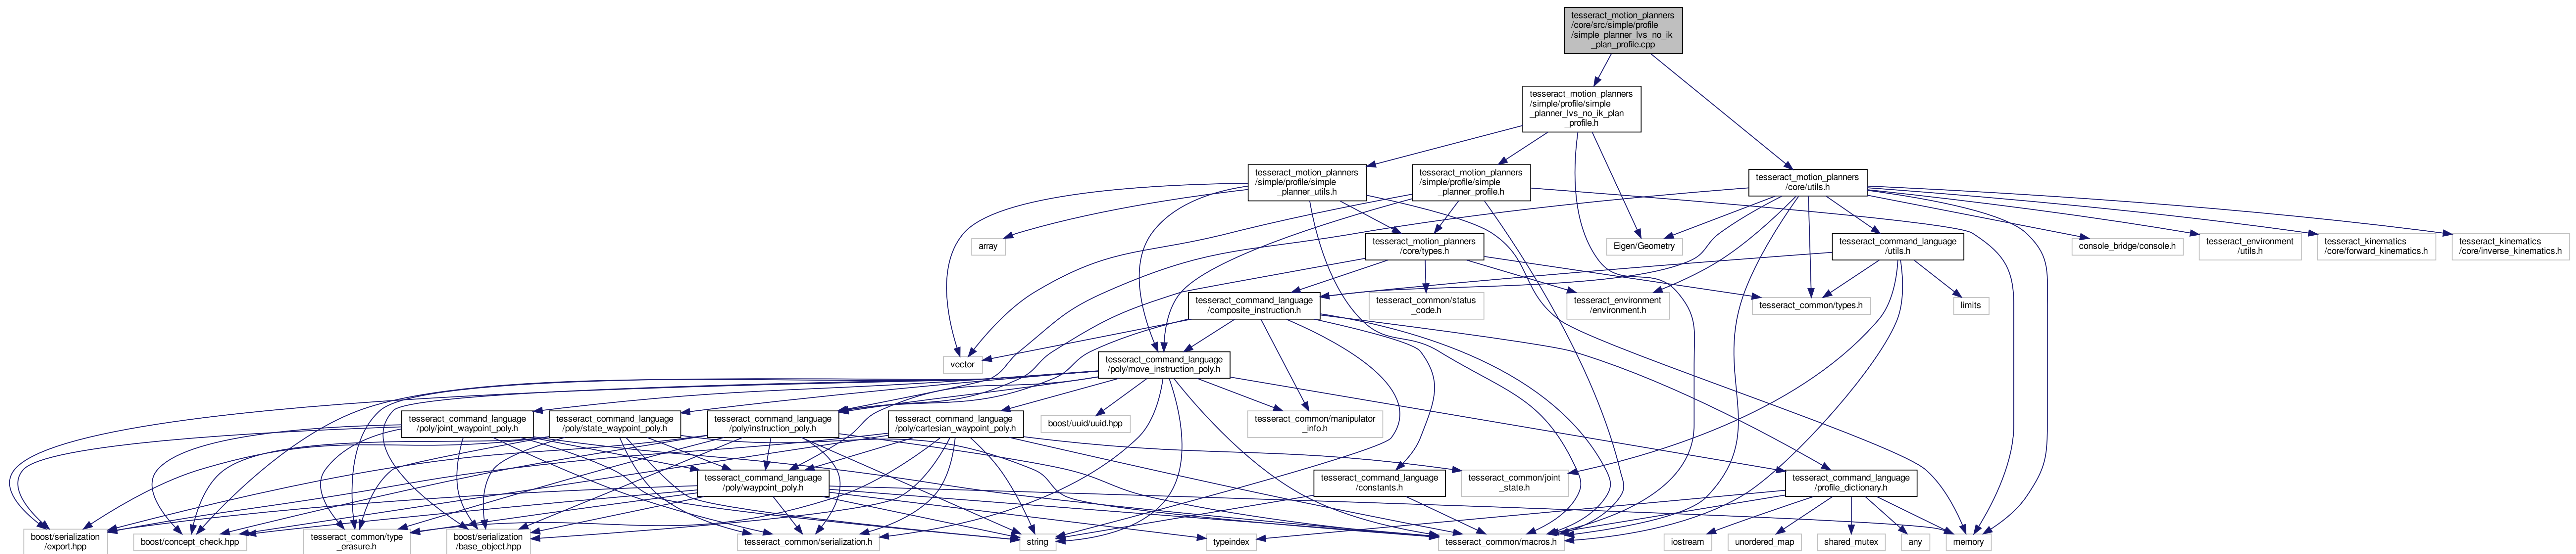 tesseract_motion_planners
/core/src/simple/profile
/simple_planner_lvs_no_ik
_plan_profile.cpp
tesseract_motion_planners
/simple/profile/simple
_planner_lvs_no_ik_plan
_profile.h
tesseract_motion_planners
/simple/profile/simple
_planner_utils.h
tesseract_motion_planners
/simple/profile/simple
_planner_profile.h
tesseract_motion_planners
/core/utils.h
array
tesseract_motion_planners
/core/types.h
Eigen/Geometry
tesseract_command_language
/utils.h
console_bridge/console.h
tesseract_environment
/utils.h
tesseract_kinematics
/core/forward_kinematics.h
tesseract_kinematics
/core/inverse_kinematics.h
tesseract_command_language
/composite_instruction.h
tesseract_common/status
_code.h
tesseract_environment
/environment.h
tesseract_common/types.h
limits
vector
tesseract_command_language
/poly/move_instruction_poly.h
tesseract_command_language
/poly/joint_waypoint_poly.h
tesseract_command_language
/poly/state_waypoint_poly.h
tesseract_command_language
/poly/instruction_poly.h
tesseract_command_language
/poly/cartesian_waypoint_poly.h
boost/uuid/uuid.hpp
tesseract_common/manipulator
_info.h
tesseract_command_language
/poly/waypoint_poly.h
tesseract_command_language
/constants.h
tesseract_common/joint
_state.h
tesseract_command_language
/profile_dictionary.h
boost/serialization
/export.hpp
boost/concept_check.hpp
tesseract_common/type
_erasure.h
boost/serialization
/base_object.hpp
tesseract_common/serialization.h
string
typeindex
tesseract_common/macros.h
iostream
unordered_map
shared_mutex
any
memory